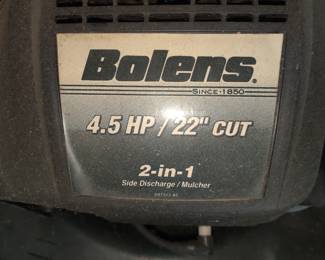 Bolens.
SINCE·1850
4.5 HP / 22" CUT
2-in-1
Side Discharge / Mulcher